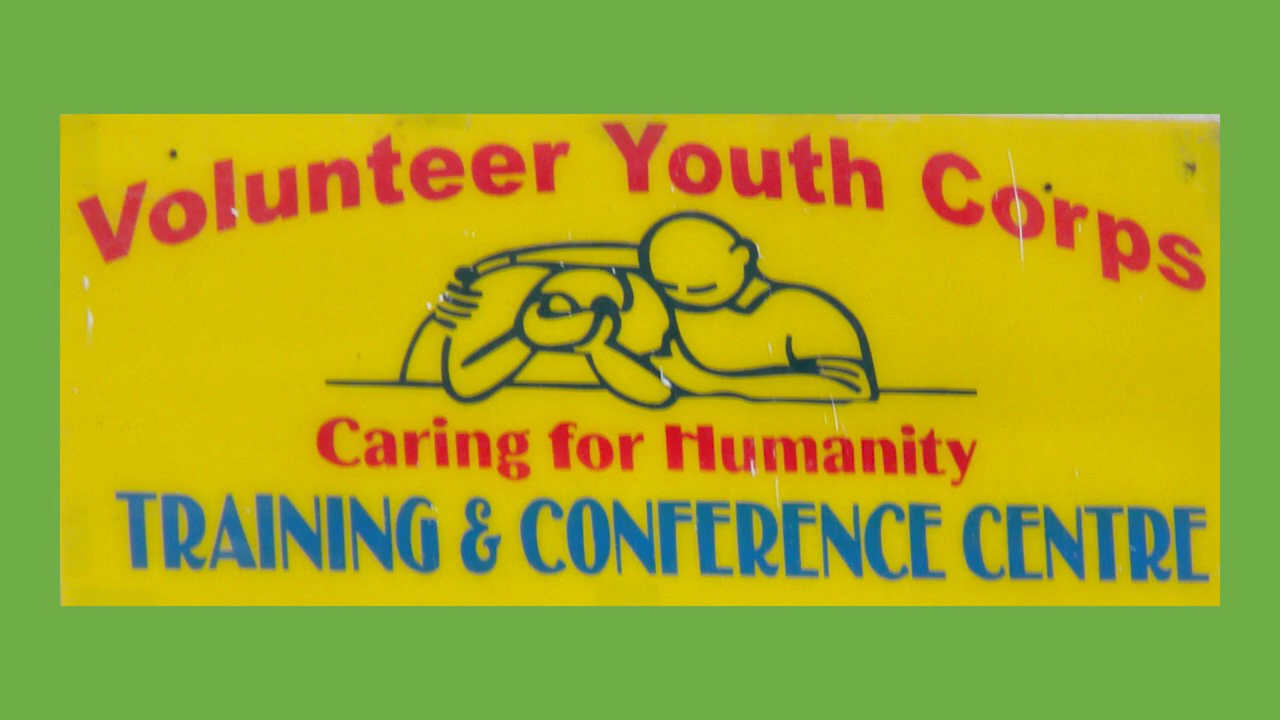 Volunteer Youth Corps
Caring for Humanity
TRAINING & CONFERENCE CENTRE